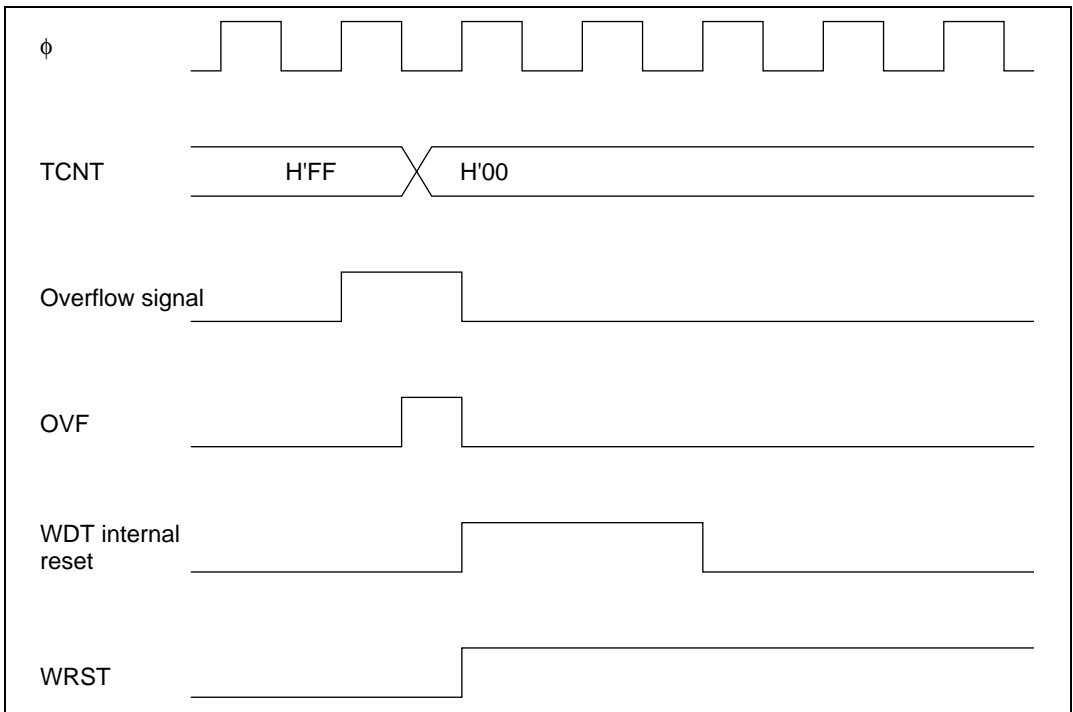 ϕ
TCNT
H'FF
H'00
Overflow signal
OVF
WDT internal
reset
WRST